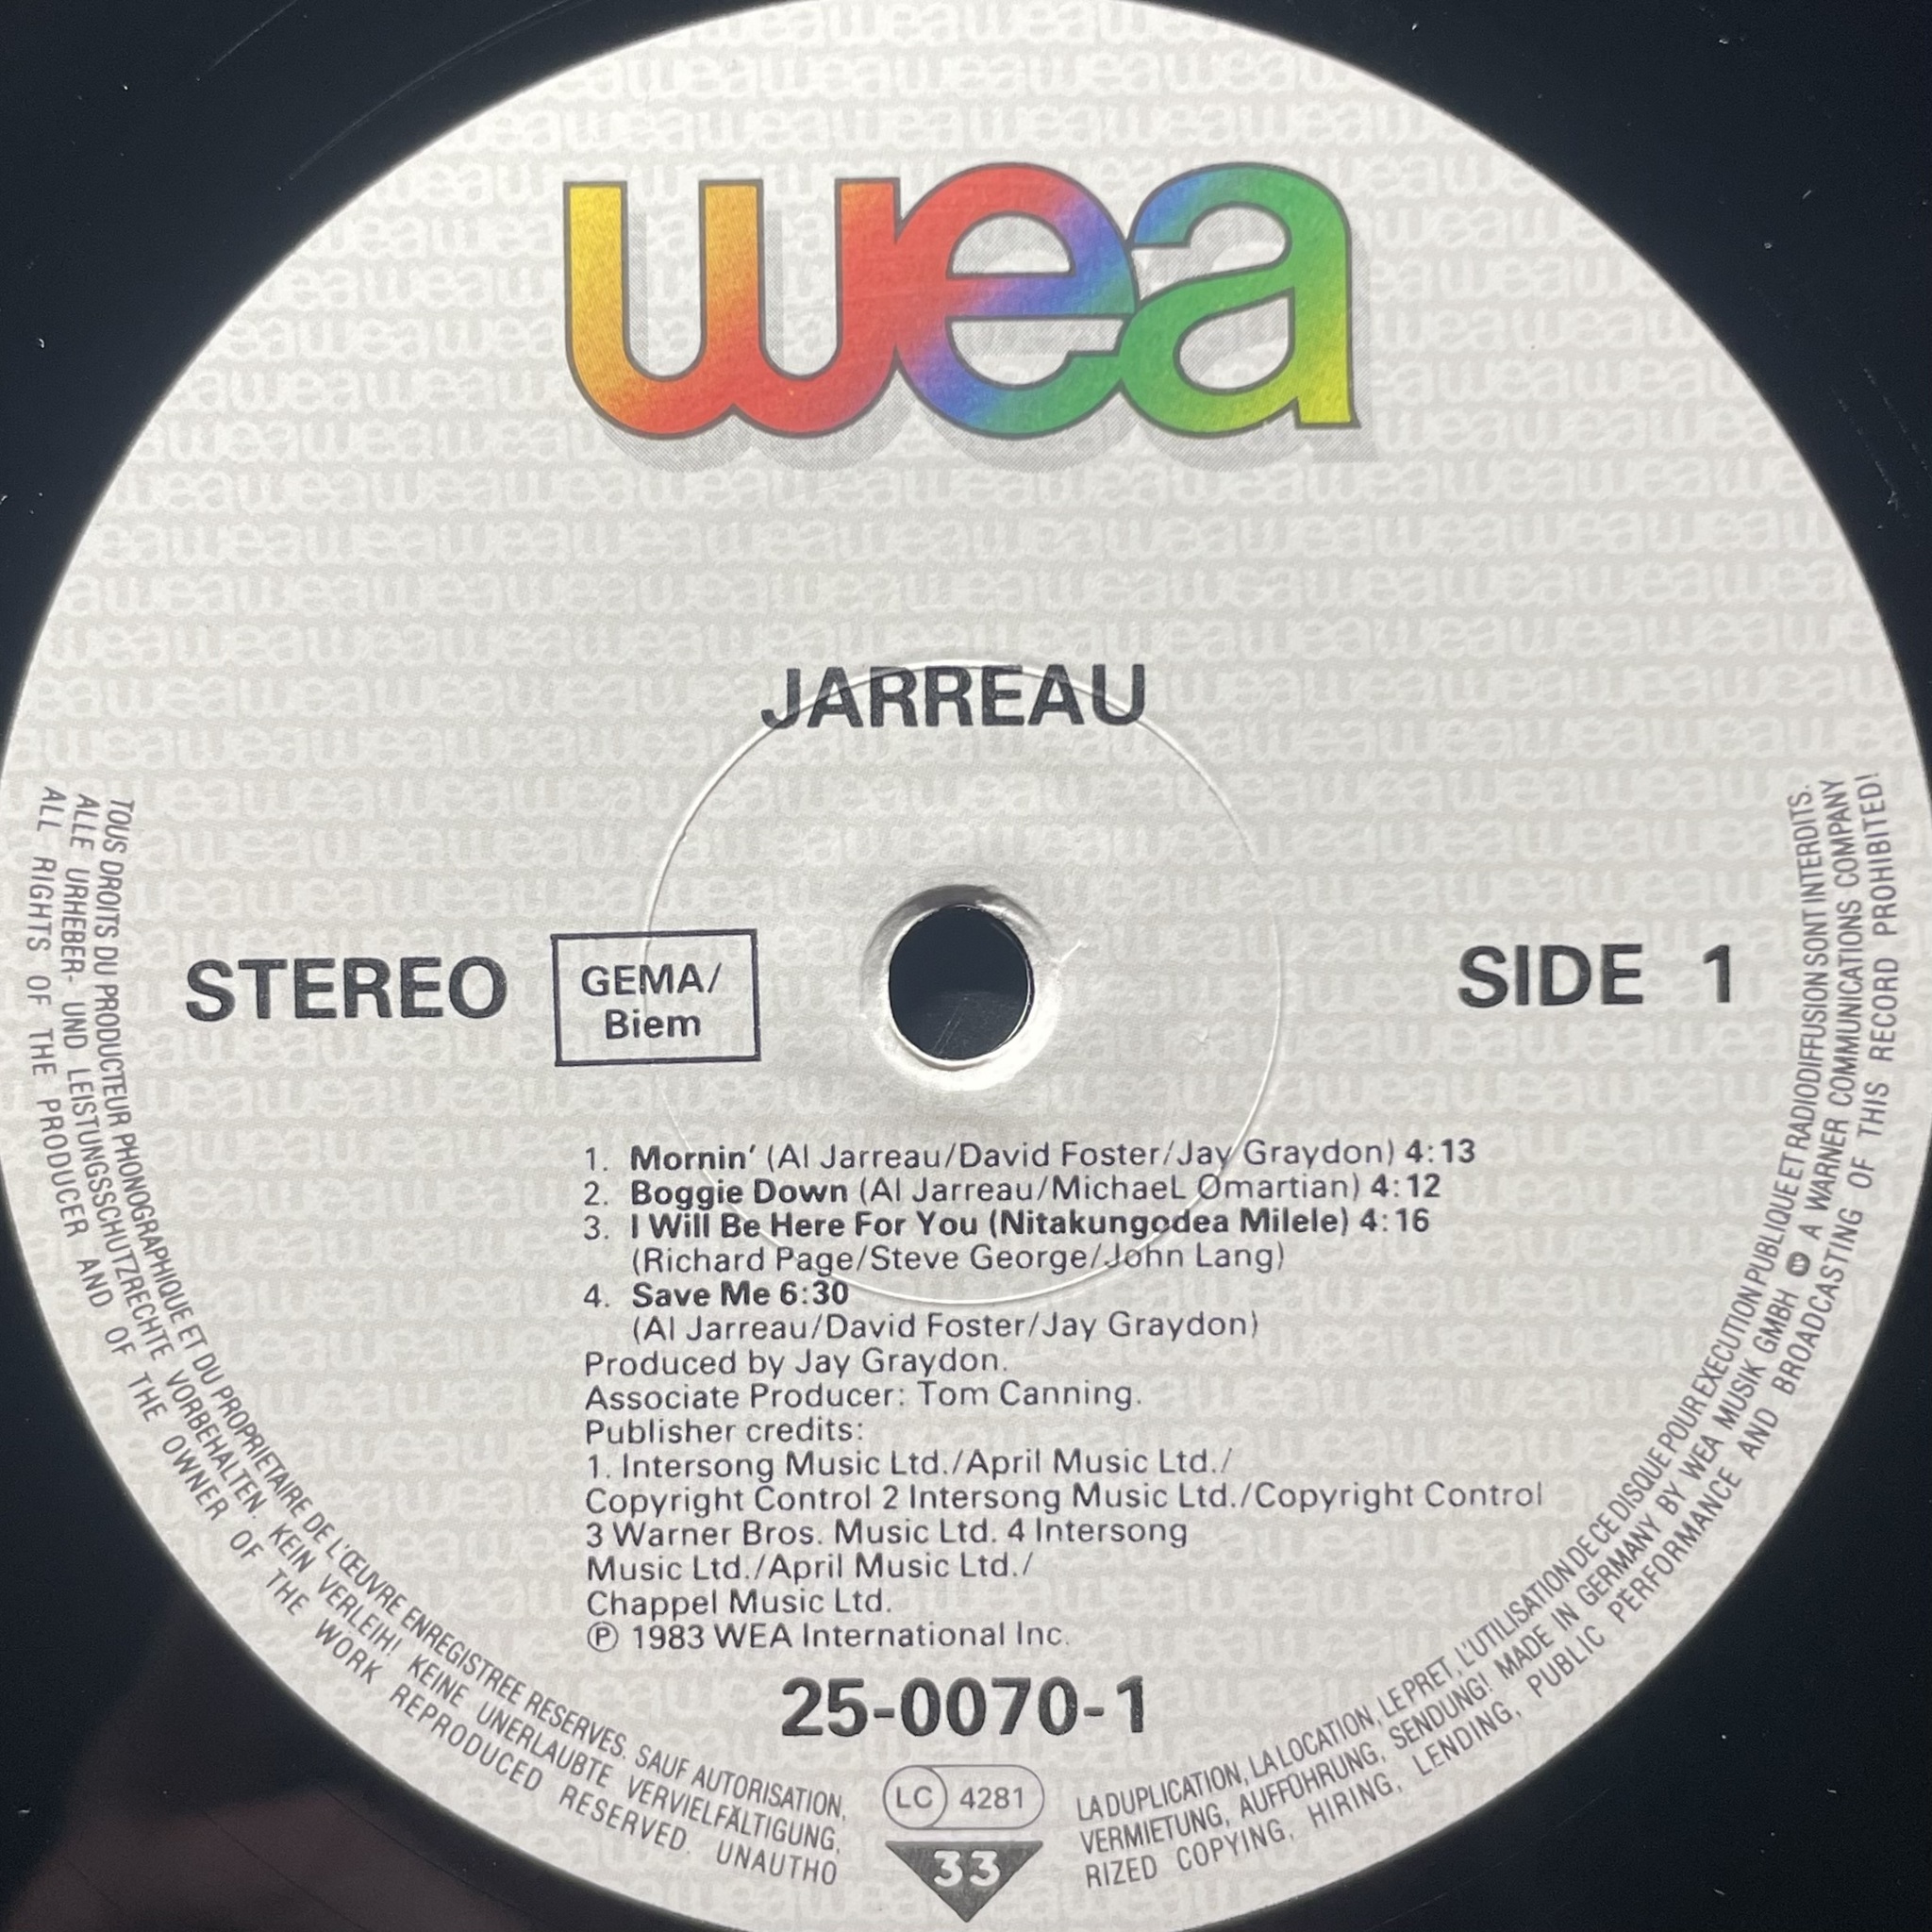 wea
JARREAU
STEREO
GEMA/
Biem
SIDE 1
1. Mornin' (Al Jarreau/David Foster/Jay Graydon) 4:13
2. Boggie Down (Al Jarreau/MichaeL Omartian) 4:12
3. I Will Be Here For You (Nitakungodea Milele) 4:16
(Richard Page/Steve George/John Lang)
4. Save Me 6:30
(Al Jarreau/David Foster/Jay Graydon)
Produced by Jay Graydon.
Associate Producer: Tom Canning.
Publisher credits:
1. Intersong Music Ltd./April Music Ltd./
Copyright Control 2 Intersong Music Ltd./Copyright Control
3 Warner Bros. Music Ltd. 4 Intersong
Music Ltd./April Music Ltd./
Chappel Music Ltd.
℗ 1983 WEA International Inc.
25-0070-1
LC 4281
33
TOUS DROITS DU PRODUCTEUR PHONOGRAPHIQUE ET DU PROPRIETAIRE DE L'ŒUVRE ENREGISTREE RESERVES. SAUF AUTORISATION, LA DUPLICATION, LA LOCATION, LE PRET, L'UTILISATION DE CE DISQUE POUR EXECUTION PUBLIQUE ET RADIODIFFUSION SONT INTERDITS.
ALLE URHEBER- UND LEISTUNGSSCHUTZRECHTE VORBEHALTEN. KEIN VERLEIH! KEINE UNERLAUBTE VERVIELFÄLTIGUNG, VERMIETUNG, AUFFÜHRUNG, SENDUNG! MADE IN GERMANY BY WEA MUSIK GMBH A WARNER COMMUNICATIONS COMPANY
ALL RIGHTS OF THE PRODUCER AND OF THE OWNER OF THE WORK REPRODUCED RESERVED. UNAUTHORIZED COPYING, HIRING, LENDING, PUBLIC PERFORMANCE AND BROADCASTING OF THIS RECORD PROHIBITED!